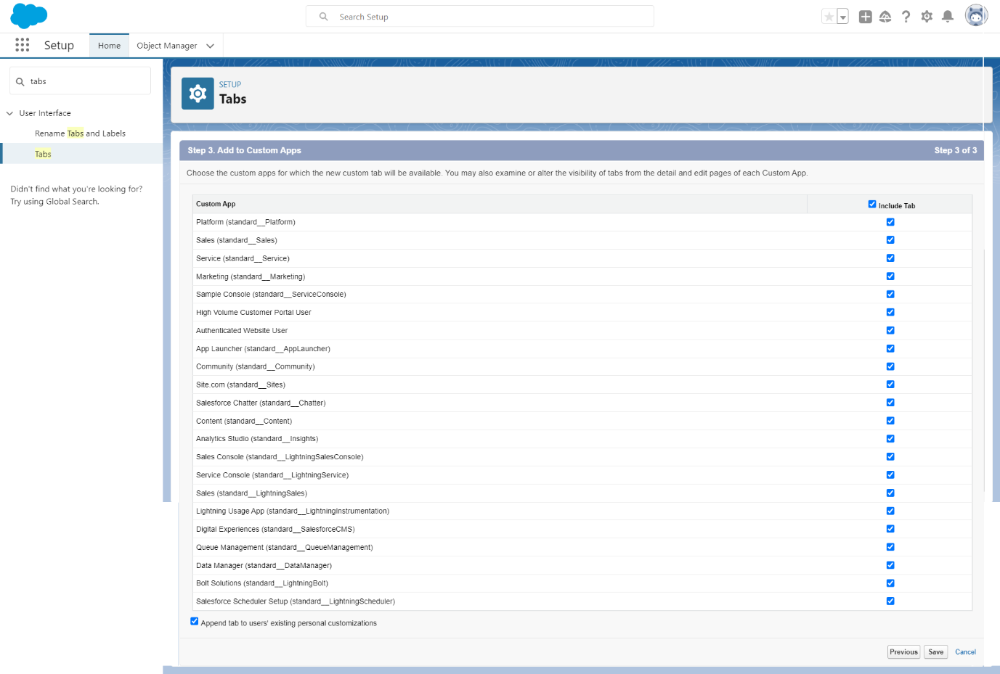 Search Setup
Setup
Home
Object Manager
tabs
User Interface
Rename Tabs and Labels
Tabs
Didn't find what you're looking for?
Try using Global Search.
SETUP
Tabs
Step 3. Add to Custom Apps
Step 3 of 3
Choose the custom apps for which the new custom tab will be available. You may also examine or alter the visibility of tabs from the detail and edit pages of each Custom App.
Custom App
Include Tab
Platform (standard__Platform)
Sales (standard__Sales)
Service (standard__Service)
Marketing (standard__Marketing)
Sample Console (standard__ServiceConsole)
High Volume Customer Portal User
Authenticated Website User
App Launcher (standard__AppLauncher)
Community (standard__Community)
Site.com (standard__Sites)
Salesforce Chatter (standard__Chatter)
Content (standard__Content)
Analytics Studio (standard__Insights)
Sales Console (standard__LightningSalesConsole)
Service Console (standard__LightningService)
Sales (standard__LightningSales)
Lightning Usage App (standard__LightningInstrumentation)
Digital Experiences (standard__SalesforceCMS)
Queue Management (standard__QueueManagement)
Data Manager (standard__DataManager)
Bolt Solutions (standard__LightningBolt)
Salesforce Scheduler Setup (standard__LightningScheduler)
Append tab to users' existing personal customizations
Previous
Save
Cancel